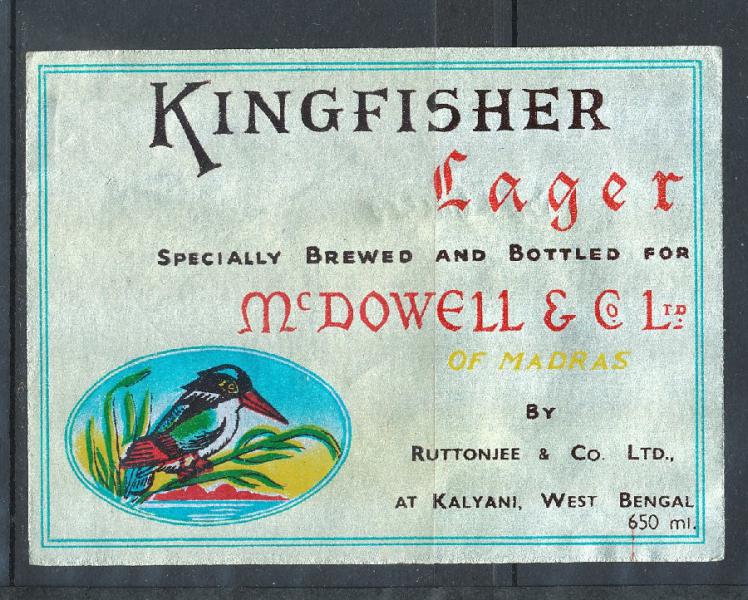 KINGFISHER
Lager
SPECIALLY BREWED AND BOTTLED FOR
McDOWELL & Co. LTD.
OF MADRAS
BY
RUTTONJEE & Co. LTD.,
AT KALYANI, WEST BENGAL
650 ml.